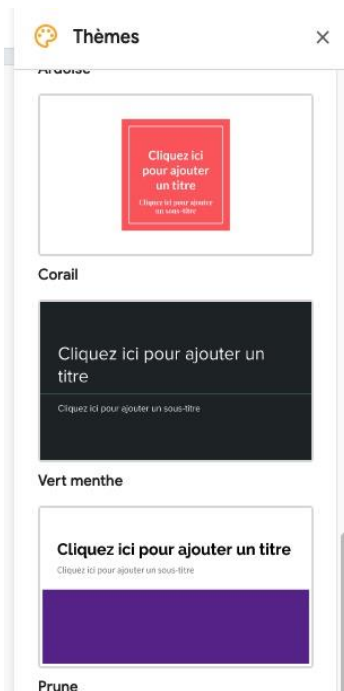 Thèmes
Ardoise
Cliquez ici
pour ajouter
un titre
Cliquez ici pour ajouter
un sous-titre
Corail
Cliquez ici pour ajouter un
titre
Cliquez ici pour ajouter un sous-titre
Vert menthe
Cliquez ici pour ajouter un titre
Cliquez ici pour ajouter un sous-titre
Prune